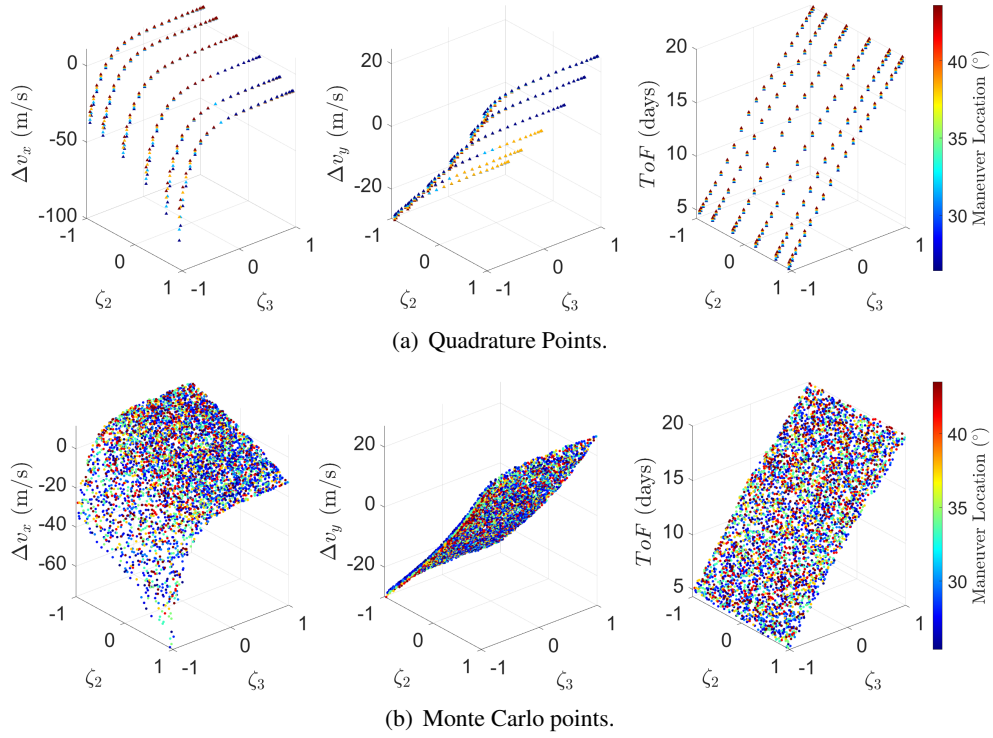 0
-50
-100
Δv_x (m/s)
-1
0
1
ζ_2
-1
0
1
ζ_3
20
0
-20
Δv_y (m/s)
-1
0
1
ζ_2
-1
0
1
ζ_3
20
15
10
5
ToF (days)
-1
0
1
ζ_2
-1
0
1
ζ_3
40
35
30
Maneuver Location (°)
(a) Quadrature Points.
0
-20
-40
-60
Δv_x (m/s)
-1
0
1
ζ_2
-1
0
1
ζ_3
20
0
-20
Δv_y (m/s)
-1
0
1
ζ_2
-1
0
1
ζ_3
20
15
10
5
ToF (days)
-1
0
1
ζ_2
-1
0
1
ζ_3
40
35
30
Maneuver Location (°)
(b) Monte Carlo points.